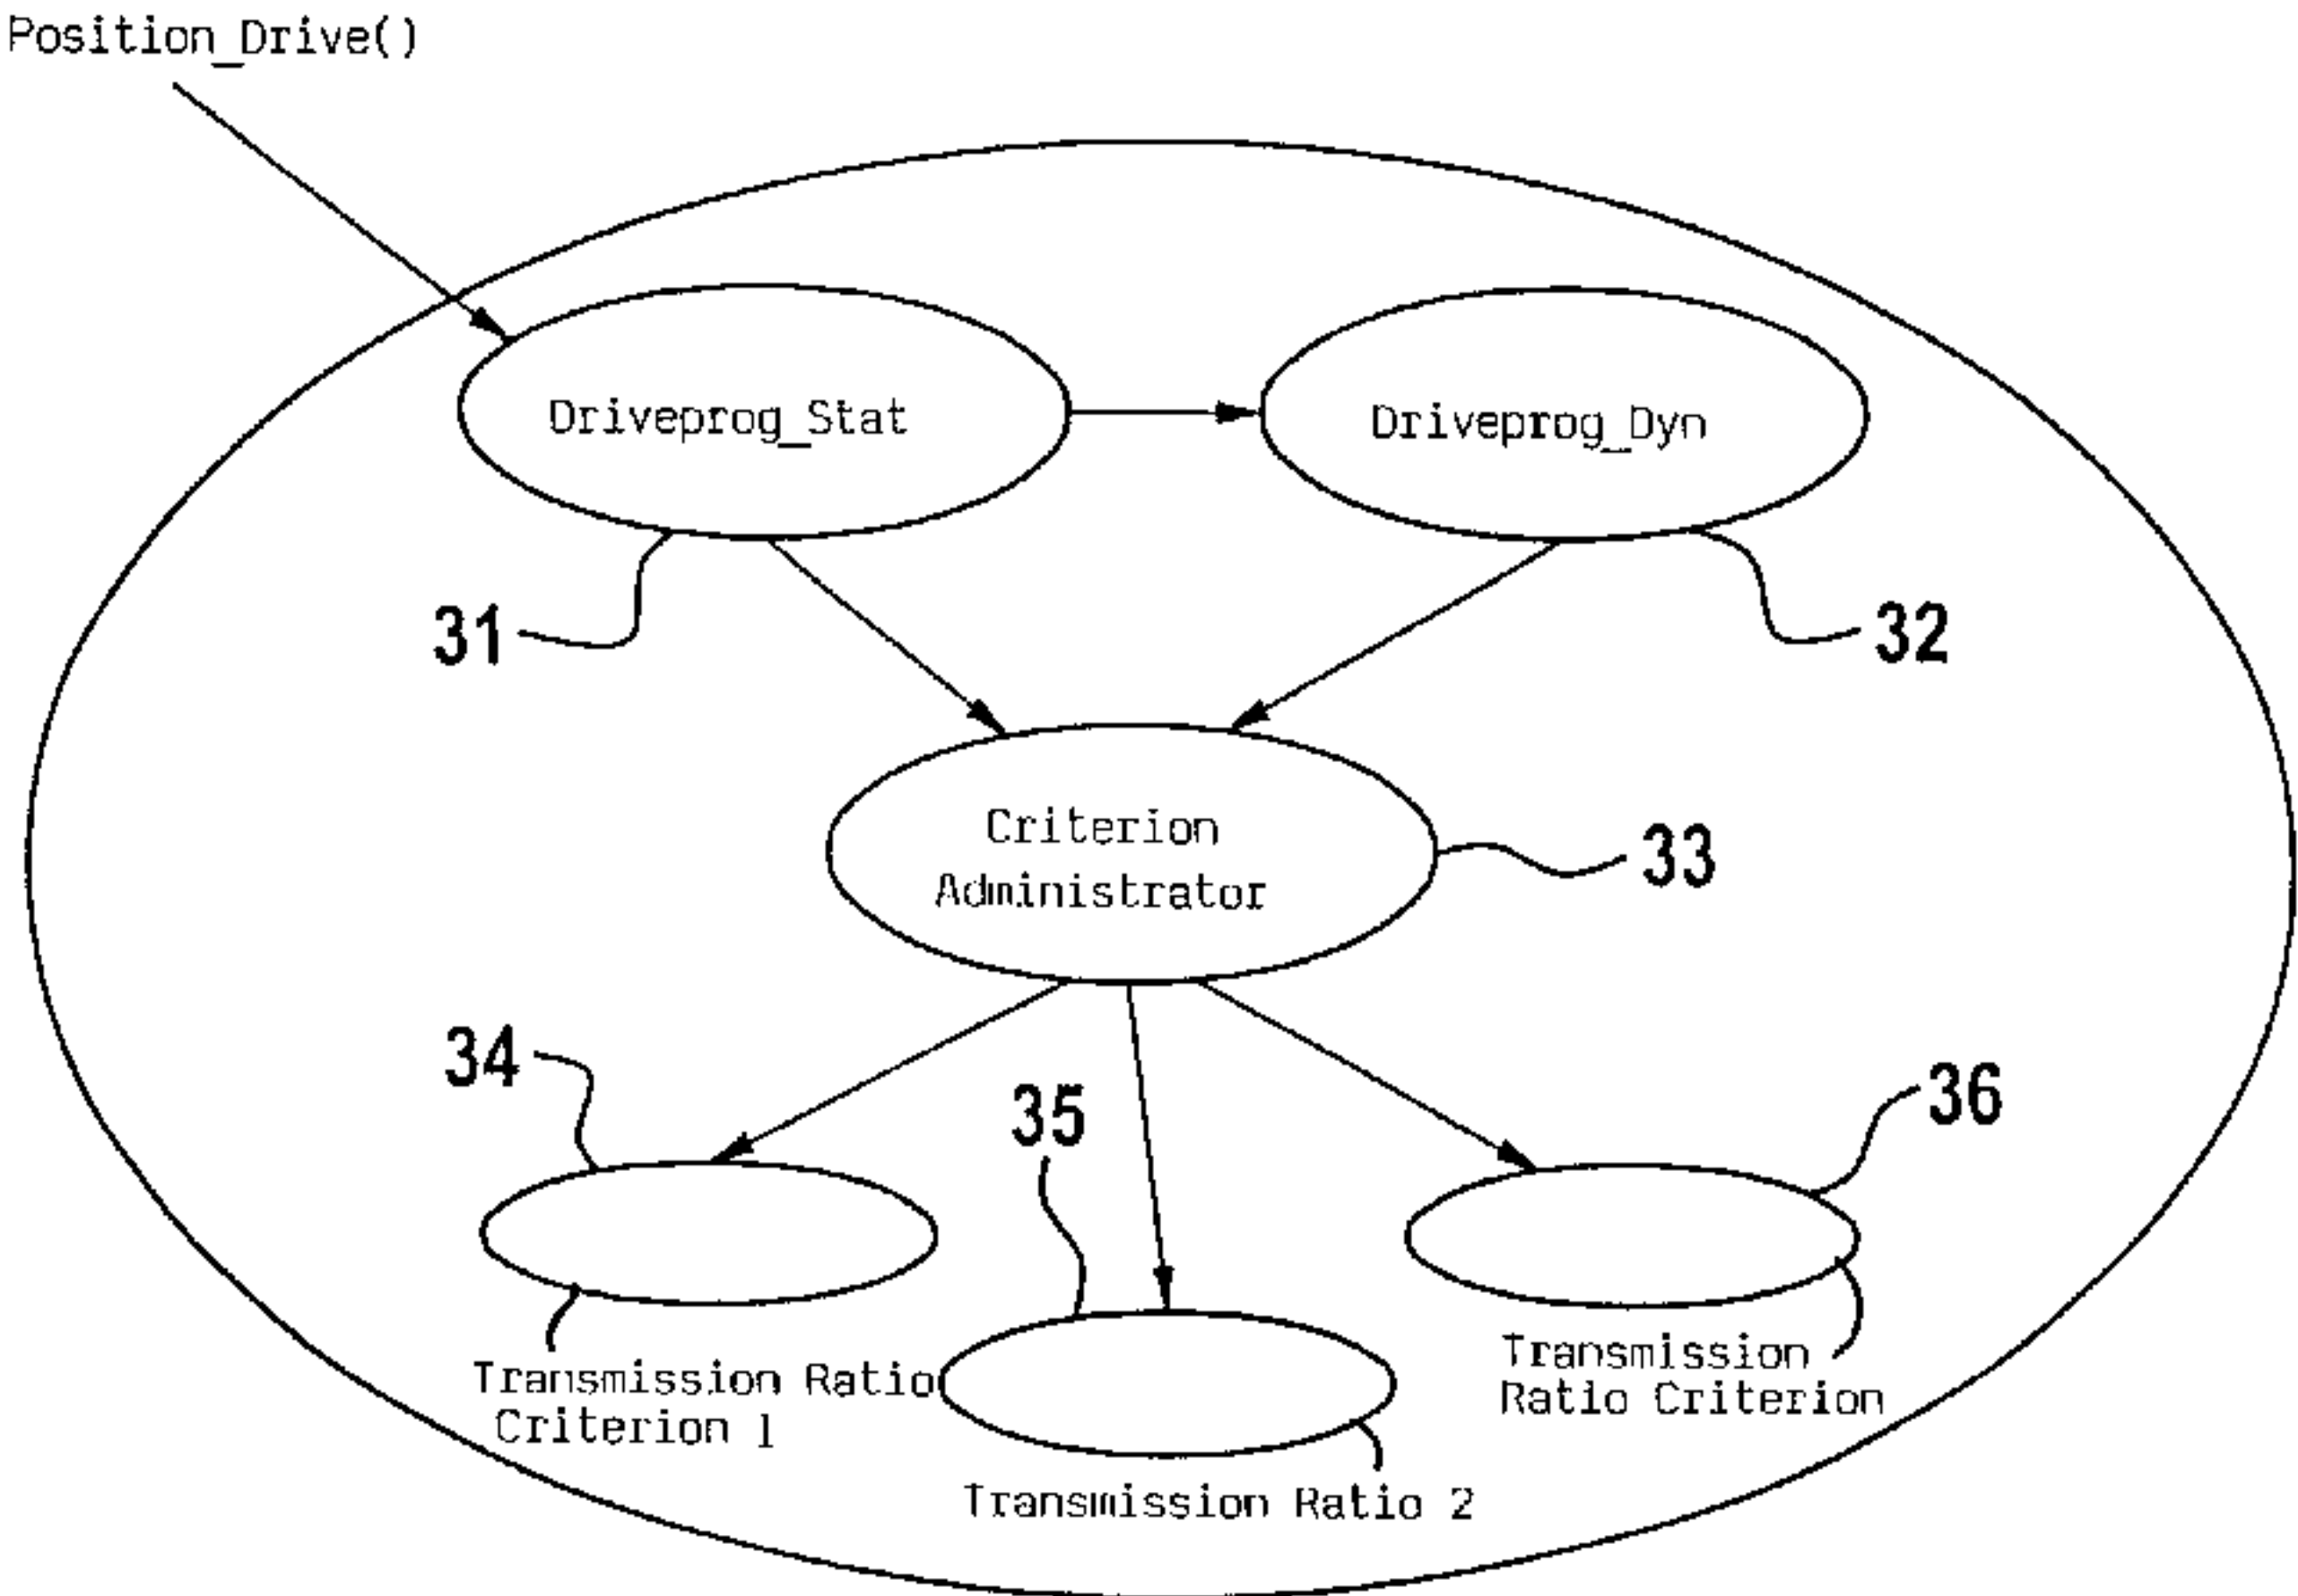 Position_Drive()
Driveprog_Stat
Driveprog_Dyn
31
32
Criterion
Administrator
33
34
35
36
Transmission Ratio
Criterion 1
Transmission
Ratio Criterion
Transmission Ratio 2